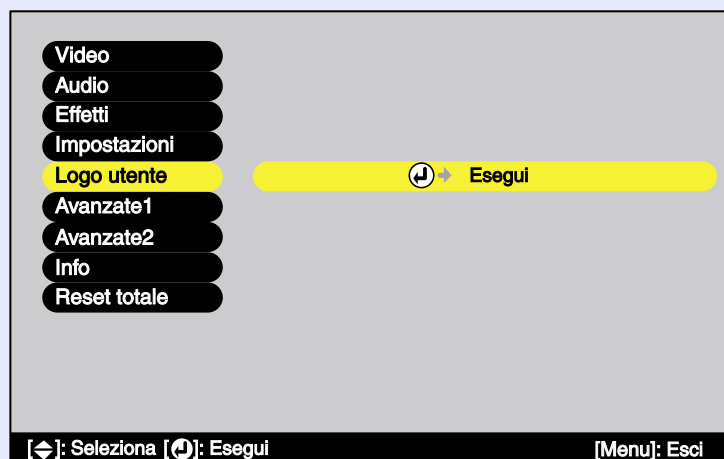 Video
Audio
Effetti
Impostazioni
Logo utente
Esegui
Avanzate1
Avanzate2
Info
Reset totale
[]: Seleziona []: Esegui
[Menu]: Esci